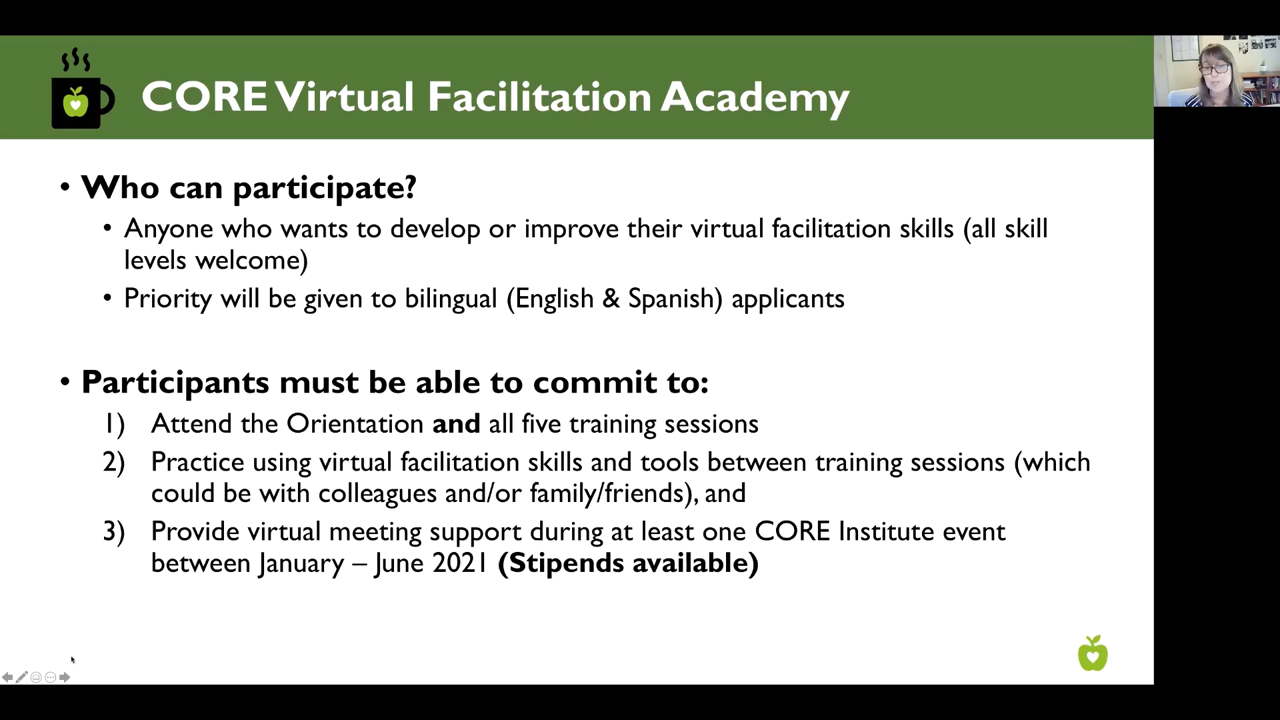 CORE Virtual Facilitation Academy
• Who can participate?
• Anyone who wants to develop or improve their virtual facilitation skills (all skill
levels welcome)
• Priority will be given to bilingual (English & Spanish) applicants
• Participants must be able to commit to:
1) Attend the Orientation and all five training sessions
2) Practice using virtual facilitation skills and tools between training sessions (which
could be with colleagues and/or family/friends), and
3) Provide virtual meeting support during at least one CORE Institute event
between January – June 2021 (Stipends available)